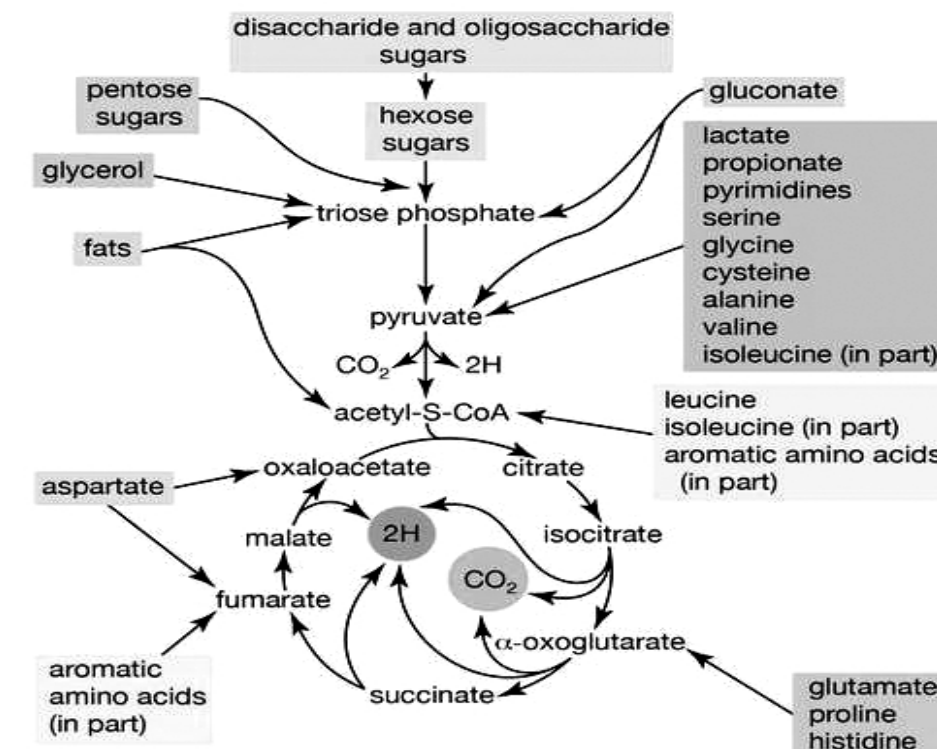 disaccharide and oligosaccharide
sugars
pentose
sugars
hexose
sugars
gluconate
lactate
propionate
pyrimidines
serine
glycine
cysteine
alanine
valine
isoleucine (in part)
glycerol
triose phosphate
fats
pyruvate
CO₂
2H
acetyl-S-CoA
leucine
isoleucine (in part)
aromatic amino acids
(in part)
oxaloacetate
citrate
aspartate
malate
2H
isocitrate
CO₂
fumarate
α-oxoglutarate
aromatic
amino acids
(in part)
succinate
glutamate
proline
histidine